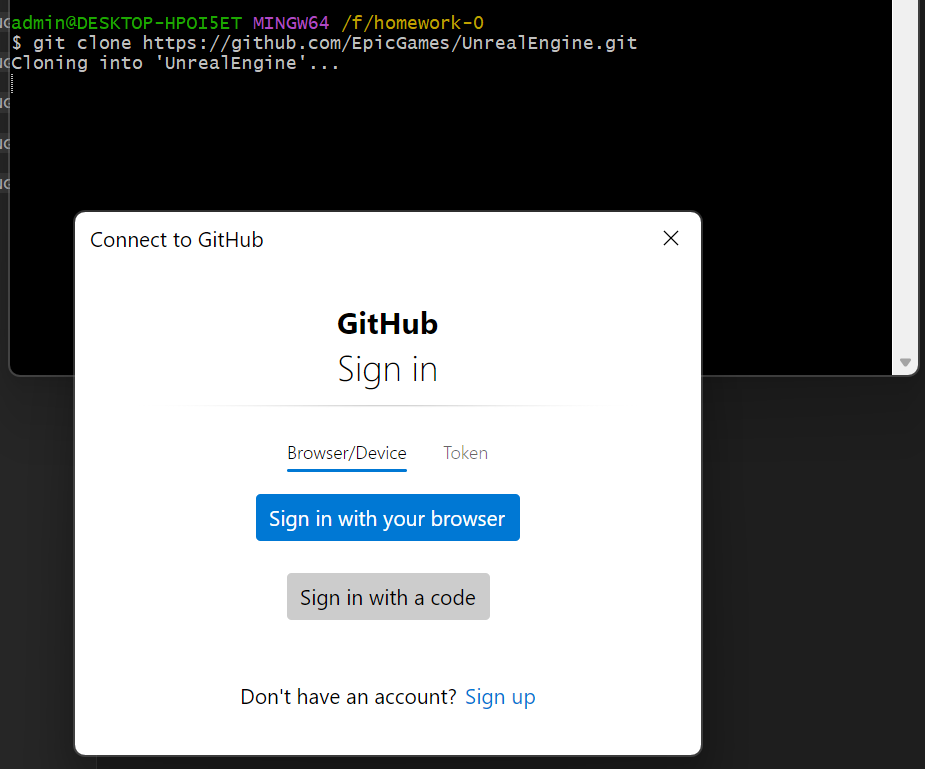 admin@DESKTOP-HPOI5ET MINGW64 /f/homework-0
$ git clone https://github.com/EpicGames/UnrealEngine.git
Cloning into 'UnrealEngine'...
Connect to GitHub
GitHub
Sign in
Browser/Device Token
Sign in with your browser
Sign in with a code
Don't have an account? Sign up